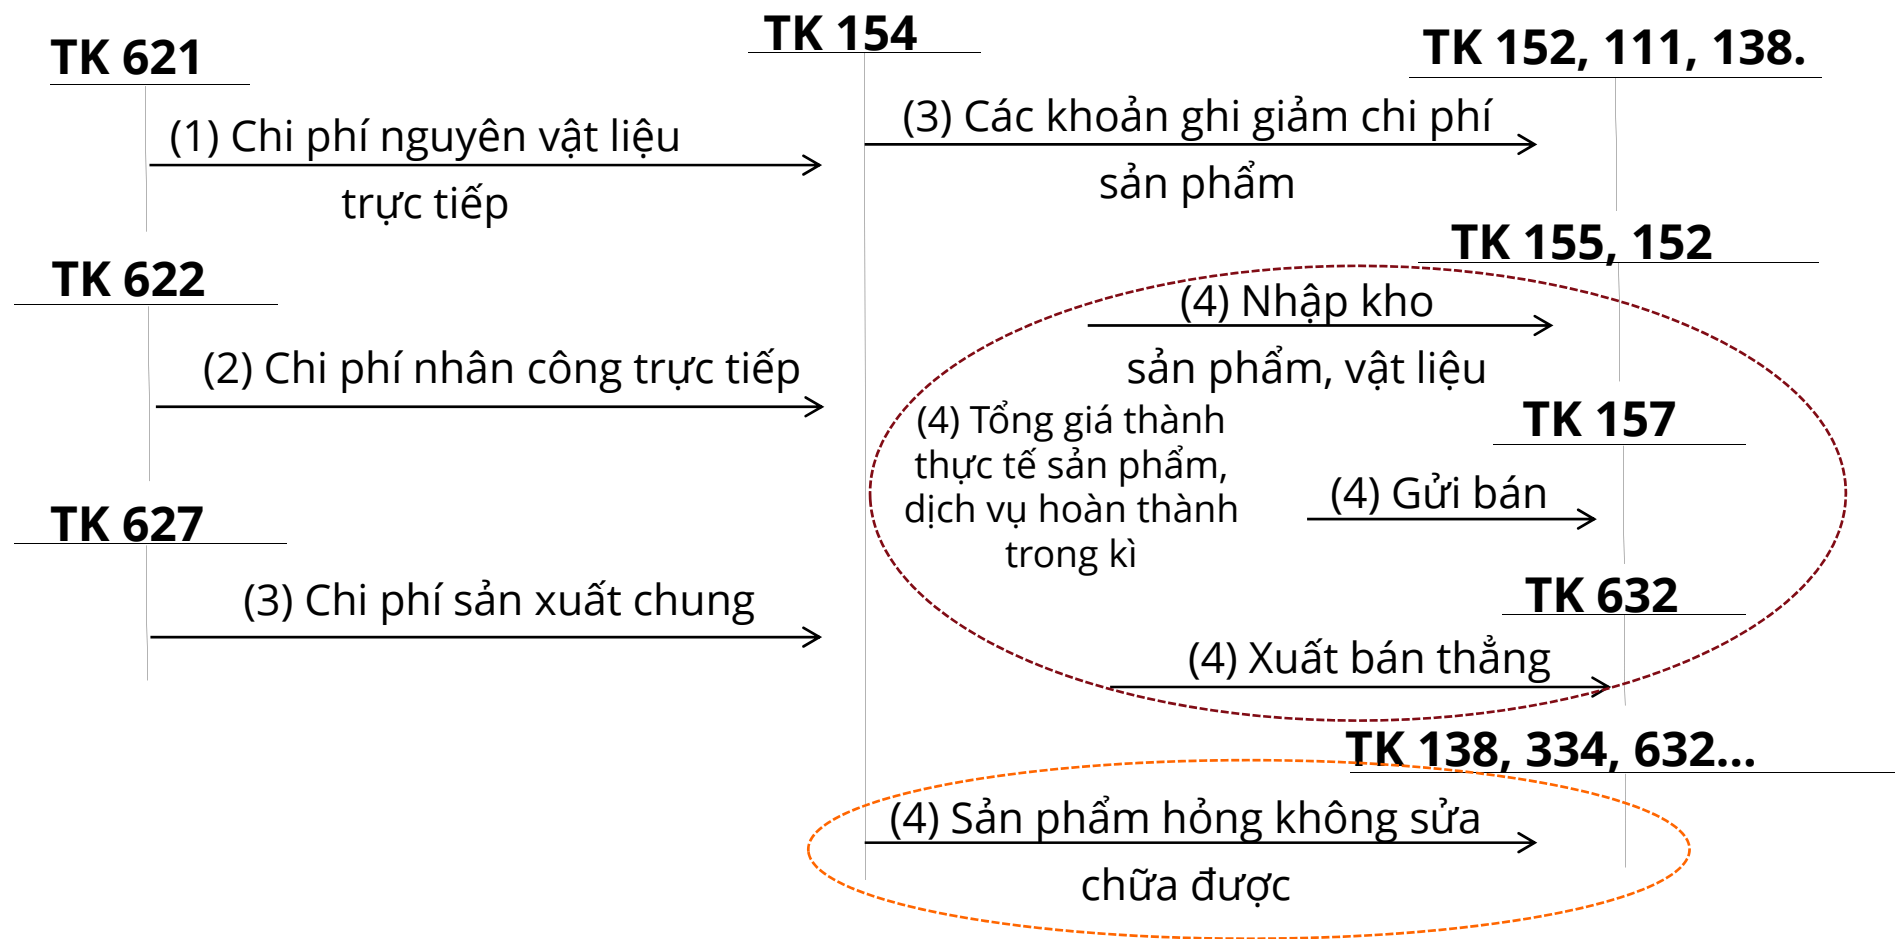 TK 621
TK 154
TK 152, 111, 138.
(1) Chi phí nguyên vật liệu
trực tiếp
(3) Các khoản ghi giảm chi phí
sản phẩm
TK 622
TK 155, 152
(4) Nhập kho
sản phẩm, vật liệu
(2) Chi phí nhân công trực tiếp
(4) Tổng giá thành
thực tế sản phẩm,
dịch vụ hoàn thành
trong kì
TK 157
(4) Gửi bán
TK 627
(3) Chi phí sản xuất chung
TK 632
(4) Xuất bán thẳng
TK 138, 334, 632...
(4) Sản phẩm hỏng không sửa
chữa được